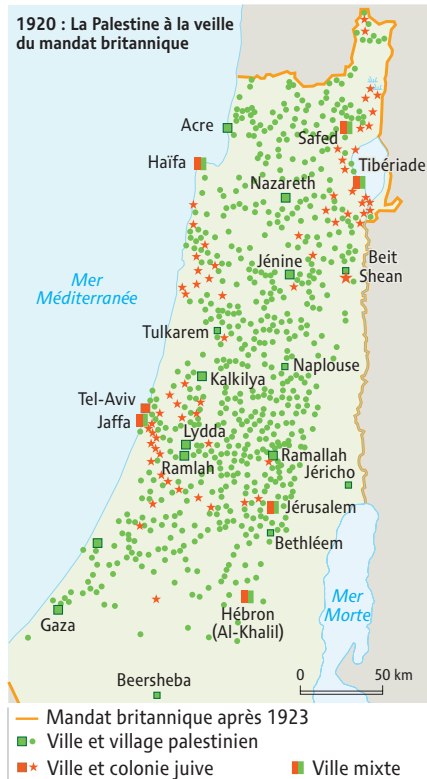 1920 : La Palestine à la veille
du mandat britannique
Acre
Safed
Haïfa
Tibériade
Nazareth
Mer
Méditerranée
Jénine
Beit
Shean
Tulkarem
Naplouse
Kalkilya
Tel-Aviv
Jaffa
Lydda
Ramlah
Ramallah
Jéricho
Jérusalem
Bethléem
Gaza
Hébron
(Al-Khalil)
Mer
Morte
Beersheba
0 50 km
Mandat britannique après 1923
Ville et village palestinien
Ville et colonie juive
Ville mixte